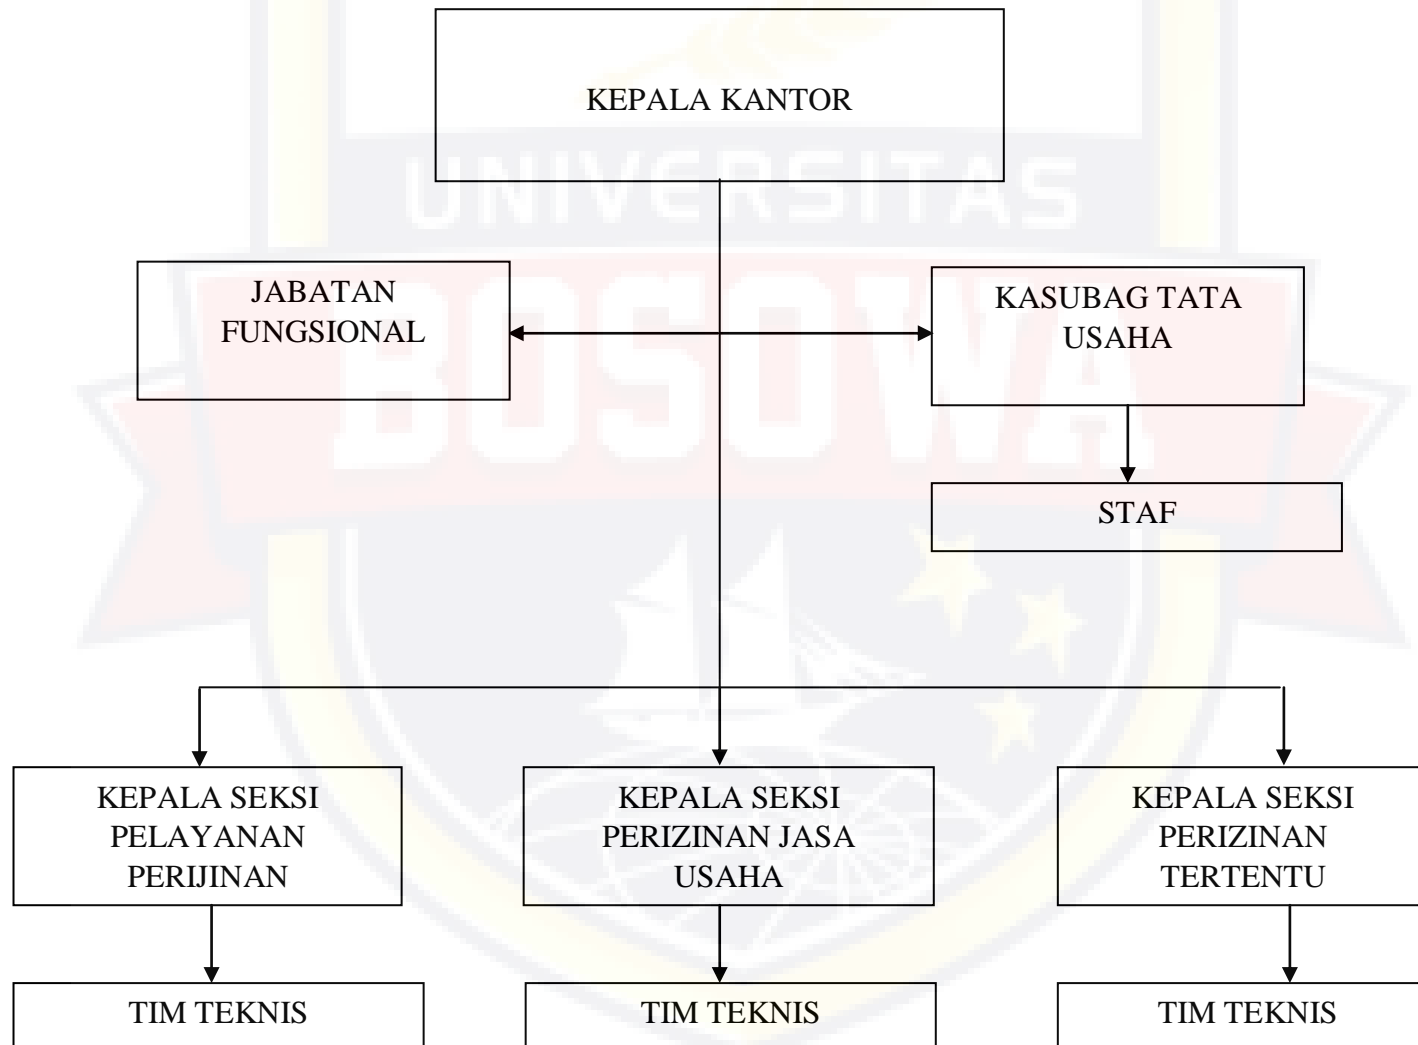 KEPALA KANTOR
UNIVERSITAS
JABATAN
FUNGSIONAL
KASUBAG TATA
USAHA
BOSOWA
STAF
KEPALA SEKSI
PELAYANAN
PERIJINAN
KEPALA SEKSI
PERIZINAN JASA
USAHA
KEPALA SEKSI
PERIZINAN
TERTENTU
TIM TEKNIS
TIM TEKNIS
TIM TEKNIS